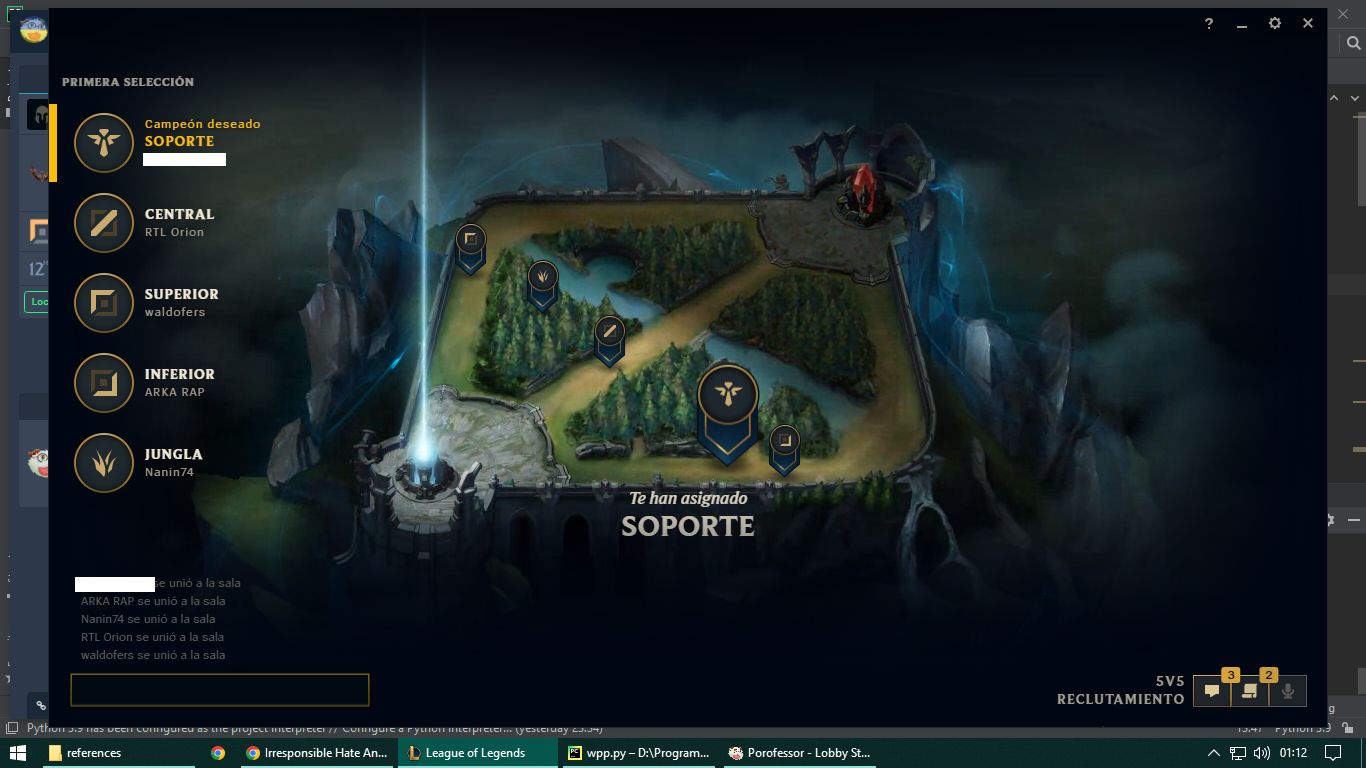 ?
PRIMERA SELECCIÓN
Campeón deseado
SOPORTE
CENTRAL
RTL Orion
SUPERIOR
waldofers
INFERIOR
ARKA RAP
JUNGLA
Nanin74
12
Loc
Te han asignado
SOPORTE
se unió a la sala
ARKA RAP se unió a la sala
Nanin74 se unió a la sala
RTL Orion se unió a la sala
waldofers se unió a la sala
5V5
RECLUTAMIENTO
3
2
Python 3.9 has been configured as the project interpreter // Configure a Python interpreter... (yesterday 23:54)
13:47
Python 3.9
references
Irresponsible Hate An...
League of Legends
wpp.py – D:\Program...
Porofessor - Lobby St...
01:12